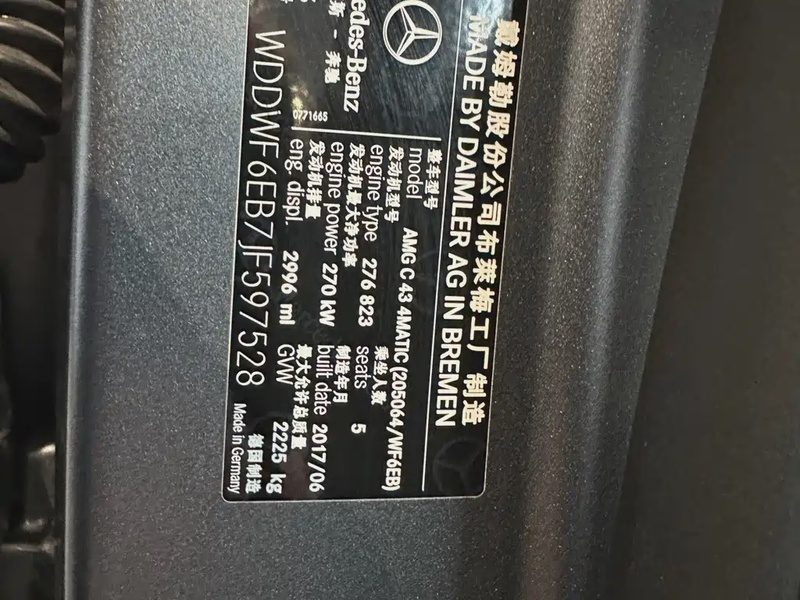 戴姆勒股份公司布莱梅工厂制造
MADE BY DAIMLER AG IN BREMEN
整车型号
model AMG C 43 4MATIC (205064/WF6EB)
发动机型号 乘坐人数
engine type 276 823 seats 5
发动机最大净功率 制造年月
engine power 270 kW built date 2017/06
发动机排量 最大允许总质量
eng. displ. 2996 ml GVW 2225 kg
edes-Benz
斯 - 奔驰
0771665
WDDWF6EB7JF597528
德国制造
Made in Germany